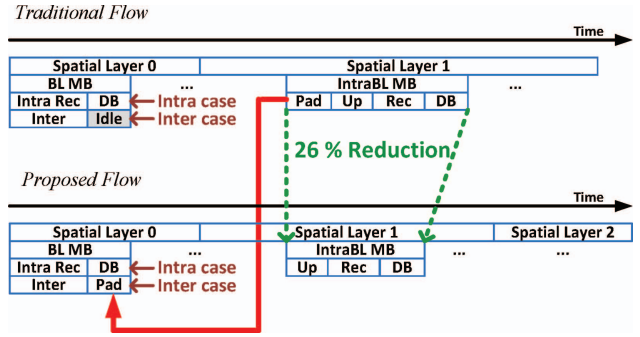 Traditional Flow
Time
Spatial Layer 0 Spatial Layer 1
BL MB ... IntraBL MB ...
Intra Rec DB Intra case Pad Up Rec DB
Inter Idle Inter case
26 % Reduction
Proposed Flow
Time
Spatial Layer 0 Spatial Layer 1 Spatial Layer 2
BL MB ... IntraBL MB ... ...
Intra Rec DB Intra case Up Rec DB
Inter Pad Inter case